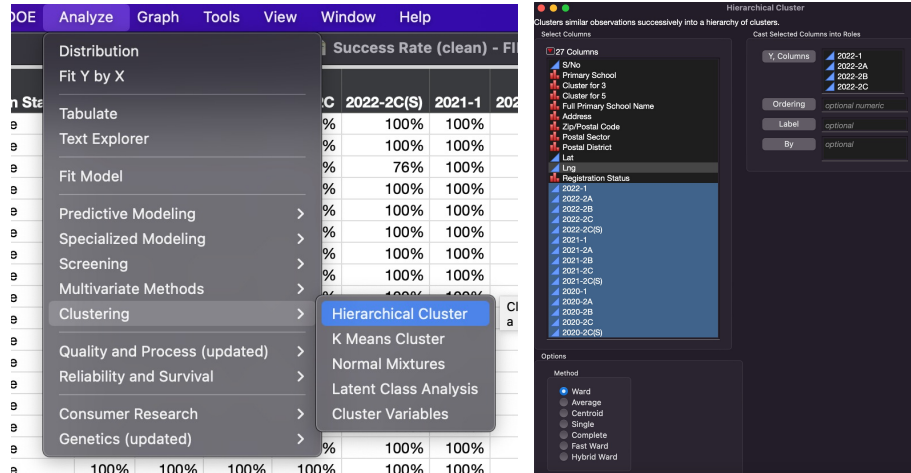 DOE Analyze Graph Tools View Window Help
Success Rate (clean) - FI
Distribution
Fit Y by X
Tabulate
Text Explorer
Fit Model
Predictive Modeling
Specialized Modeling
Screening
Multivariate Methods
Clustering
Quality and Process (updated)
Reliability and Survival
Consumer Research
Genetics (updated)
Hierarchical Cluster
K Means Cluster
Normal Mixtures
Latent Class Analysis
Cluster Variables
n Sta 2C 2022-2C(S) 2021-1 202
e % 100% 100%
e % 100% 100%
e % 76% 100%
e % 100% 100%
e % 100% 100%
e % 100% 100%
e % 100% 100%
e % 100% 100%
e % 100% 100%
Cl
a
e % 100% 100%
e 100% 100% 100% 100% 100% 100%
Hierarchical Cluster
Clusters similar observations successively into a hierarchy of clusters.
Select Columns
27 Columns
S/No
Primary School
Cluster for 3
Cluster for 5
Full Primary School Name
Address
Zip/Postal Code
Postal Sector
Postal District
Lat
Lng
Registration Status
2022-1
2022-2A
2022-2B
2022-2C
2022-2C(S)
2021-1
2021-2A
2021-2B
2021-2C
2021-2C(S)
2020-1
2020-2A
2020-2B
2020-2C
2020-2C(S)
Cast Selected Columns into Roles
Y, Columns
2022-1
2022-2A
2022-2B
2022-2C
Ordering optional numeric
Label optional
By optional
Options
Method
Ward
Average
Centroid
Single
Complete
Fast Ward
Hybrid Ward